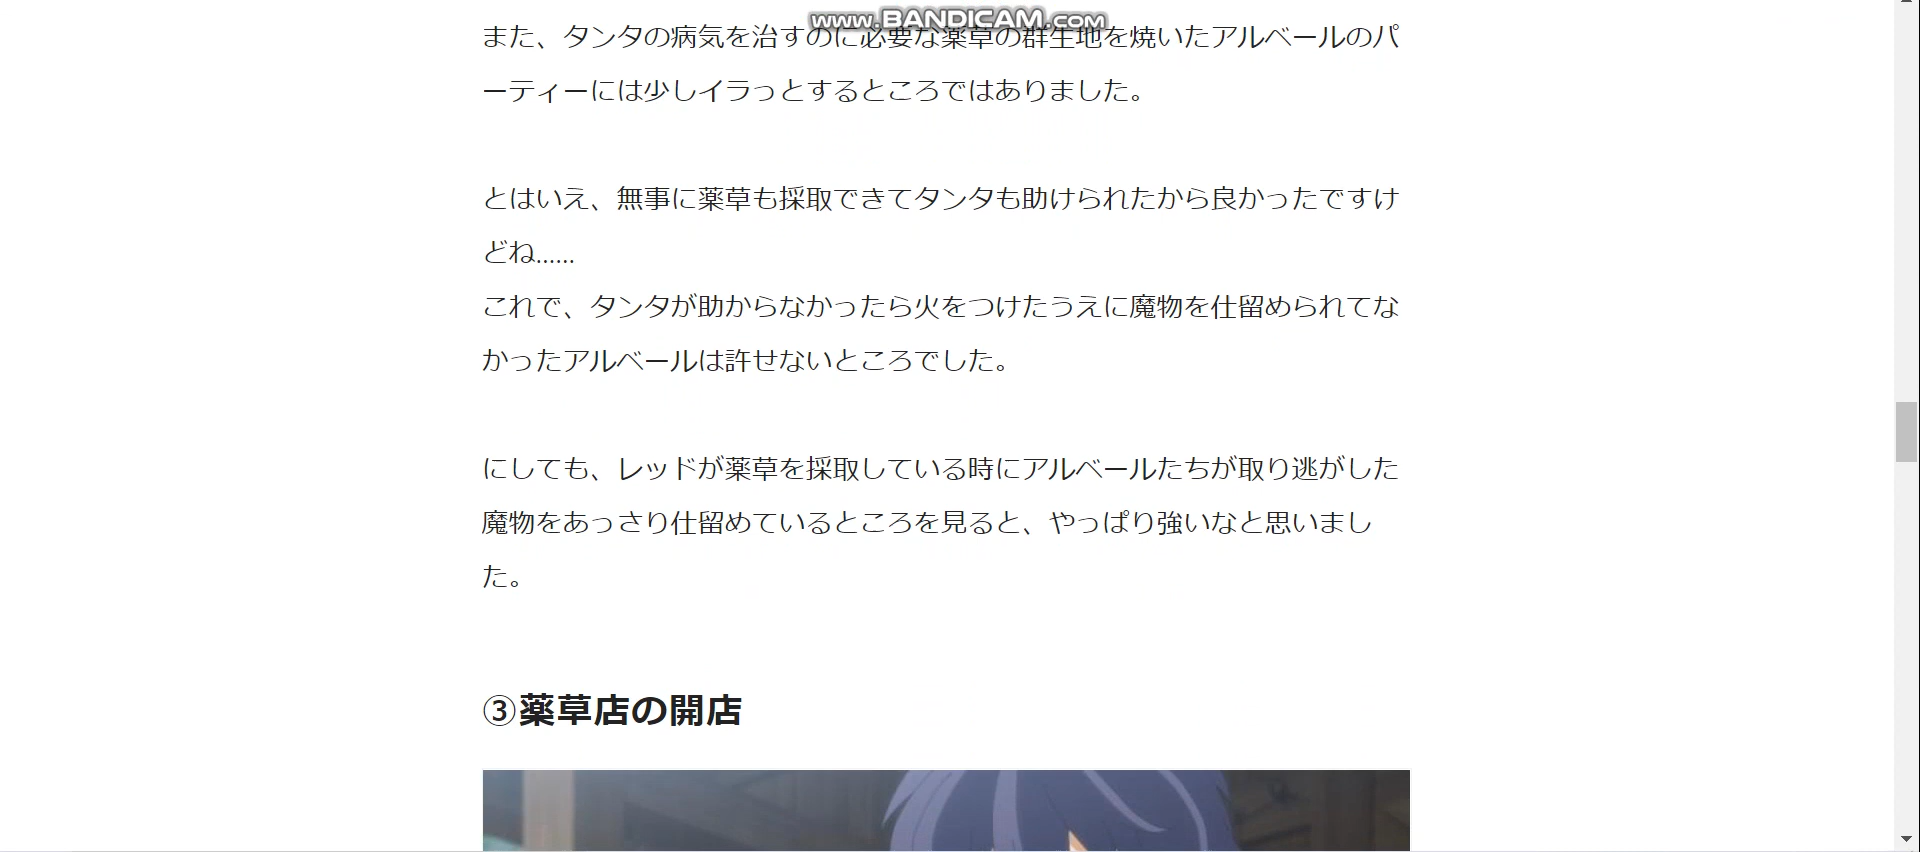 www.BANDICAM.com
また、タンタの病気を治すのに必要な薬草の群生地を焼いたアルベールのパ
ーティーには少しイラっとするところではありました。
とはいえ、無事に薬草も採取できてタンタも助けられたから良かったですけ
どね......
これで、タンタが助からなかったら火をつけたうえに魔物を仕留められてな
かったアルベールは許せないところでした。
にしても、レッドが薬草を採取している時にアルベールたちが取り逃がした
魔物をあっさり仕留めているところを見ると、やっぱり強いなと思いまし
た。
③薬草店の開店